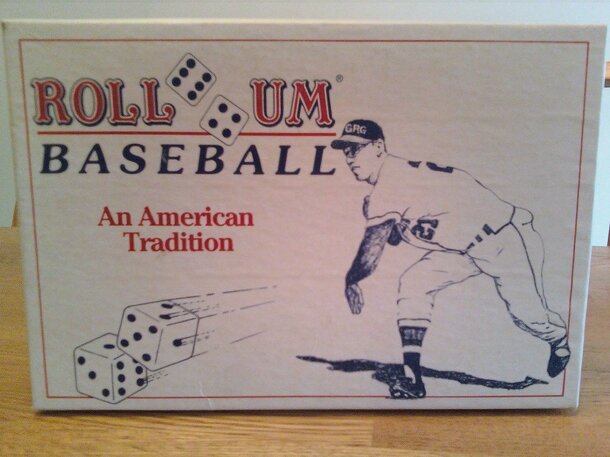 ROLL UM®
BASEBALL
An American
Tradition
GRG